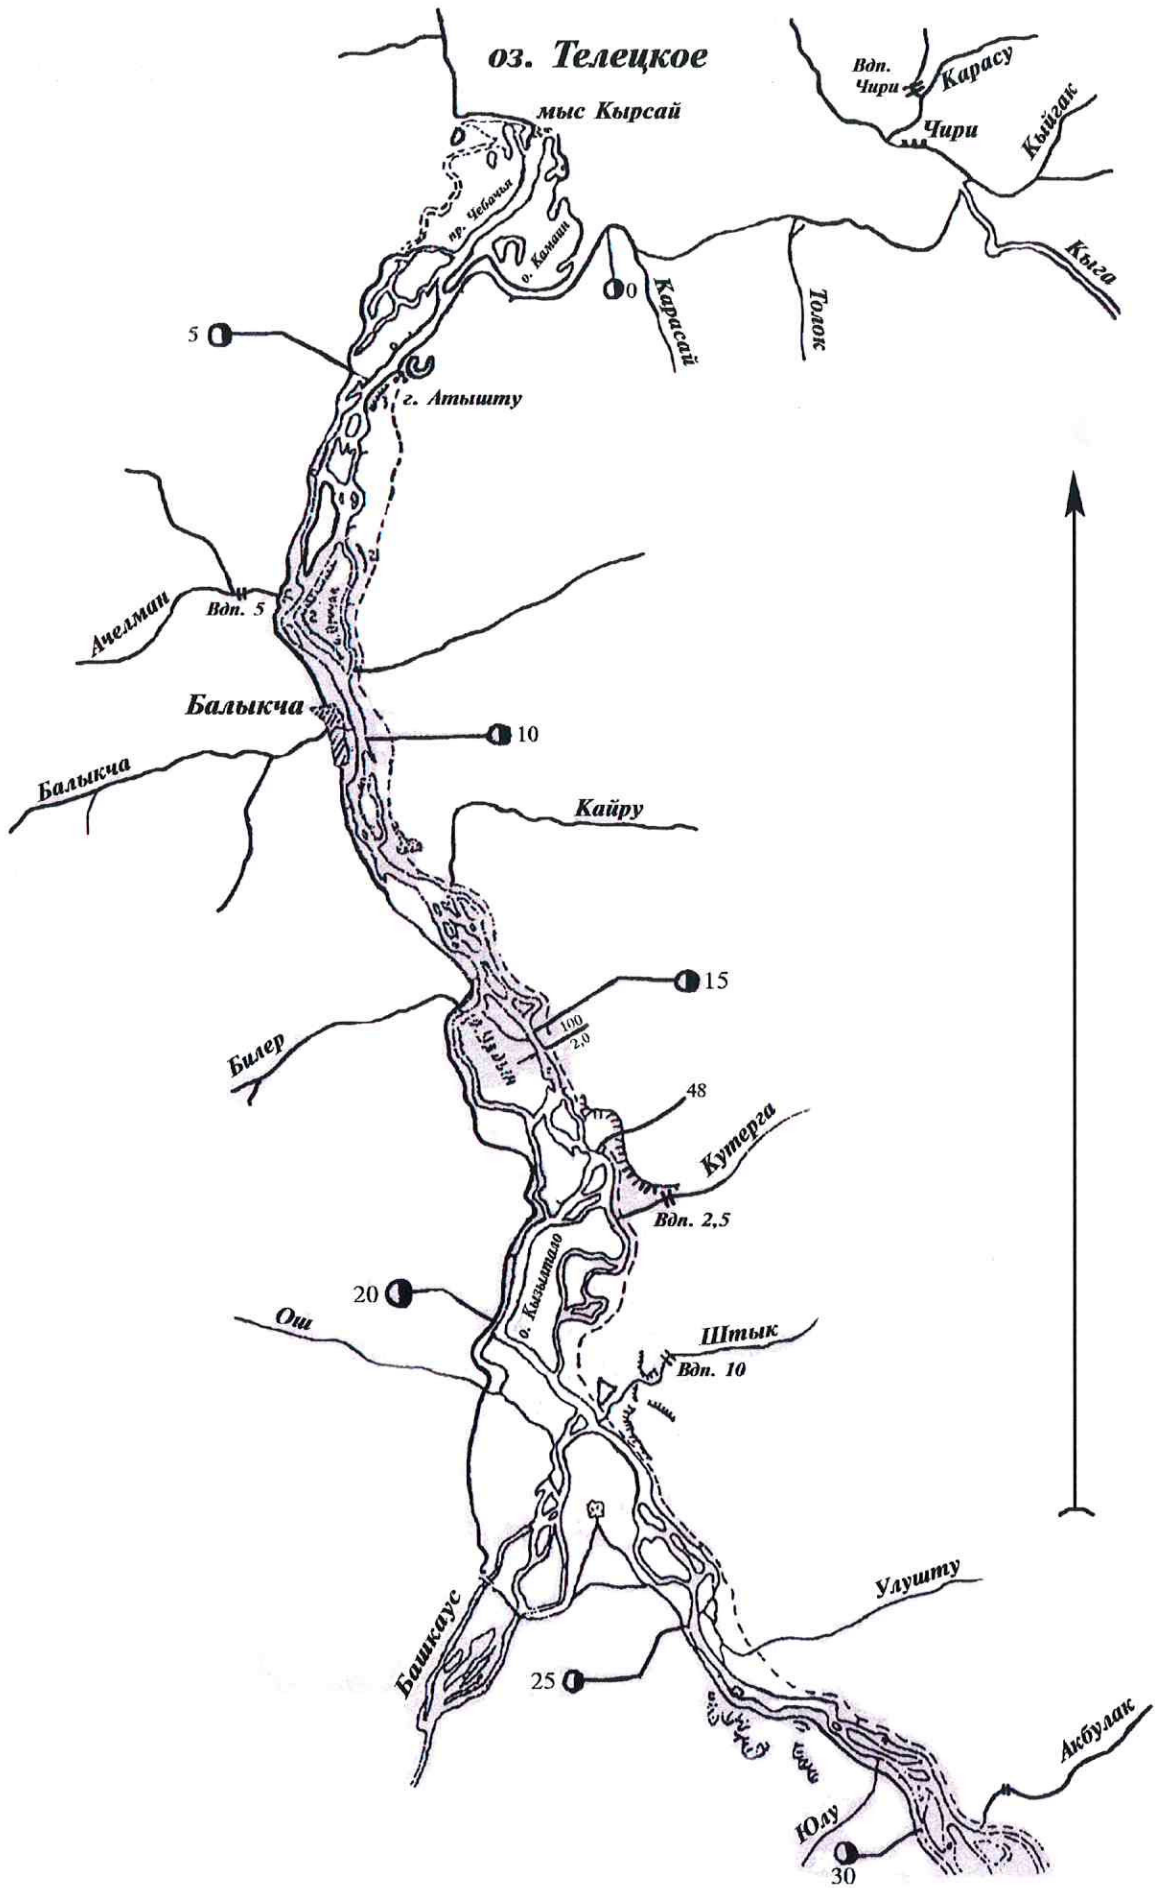 оз. Телецкое
мыс Кырсай
Вдп.
Чири
Карасу
Чири
Кыйгак
пр. Чебачья
о. Камаин
0
Карасай
Толок
Кыга
5
г. Атышту
Ачелман
Вдп. 5
Балыкча
10
Балыкча
Кайру
15
100
2,0
Билер
48
Кутерга
Вдп. 2,5
о. Кызылтало
20
Ош
Штык
Вдп. 10
Башкаус
Улушту
25
Акбулак
Юлу
30